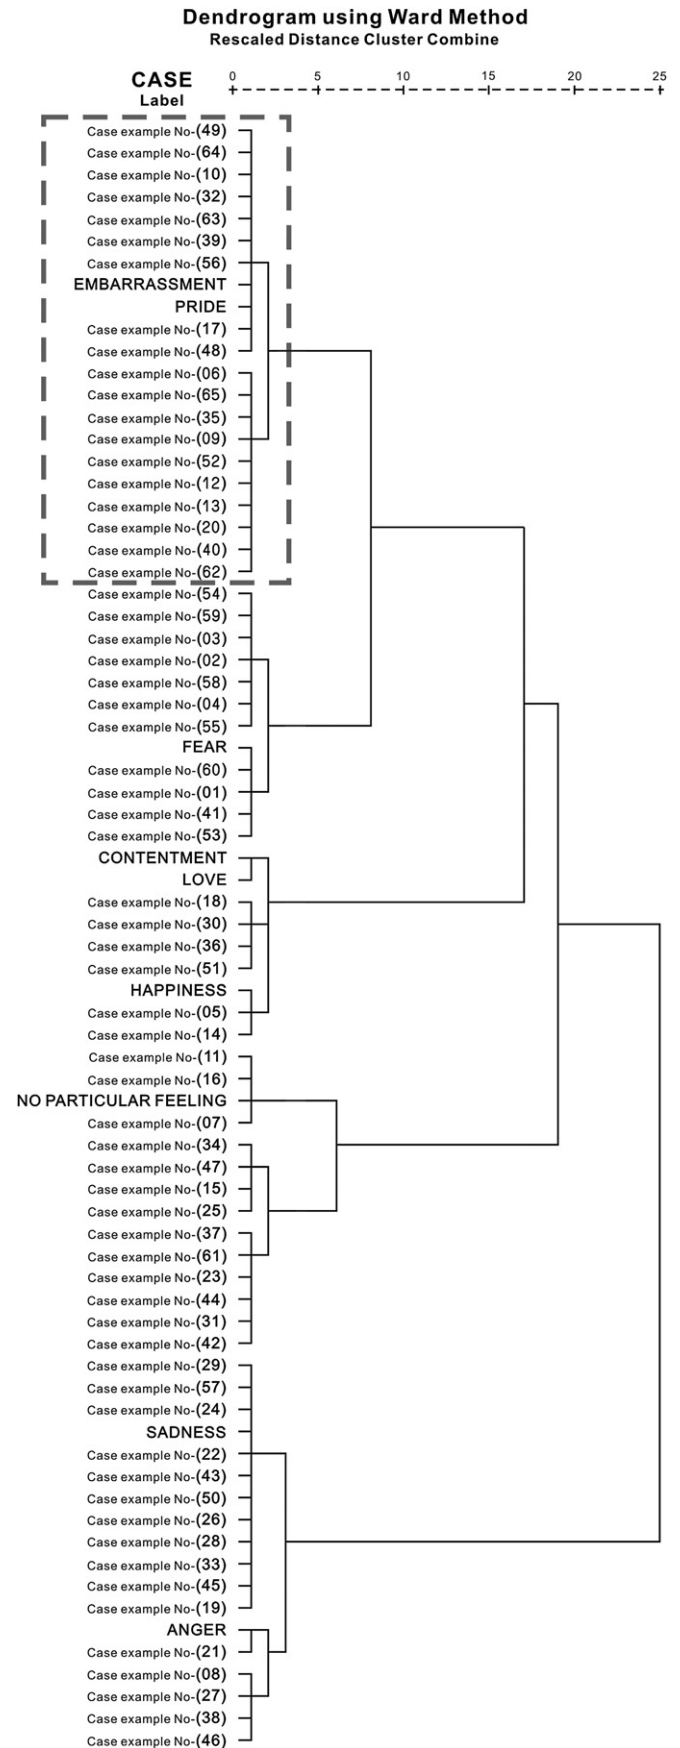 Dendrogram using Ward Method
Rescaled Distance Cluster Combine
CASE 0 5 10 15 20 25
Label
Case example No-(49)
Case example No-(64)
Case example No-(10)
Case example No-(32)
Case example No-(63)
Case example No-(39)
Case example No-(56)
EMBARRASSMENT
PRIDE
Case example No-(17)
Case example No-(48)
Case example No-(06)
Case example No-(65)
Case example No-(35)
Case example No-(09)
Case example No-(52)
Case example No-(12)
Case example No-(13)
Case example No-(20)
Case example No-(40)
Case example No-(62)
Case example No-(54)
Case example No-(59)
Case example No-(03)
Case example No-(02)
Case example No-(58)
Case example No-(04)
Case example No-(55)
FEAR
Case example No-(60)
Case example No-(01)
Case example No-(41)
Case example No-(53)
CONTENTMENT
LOVE
Case example No-(18)
Case example No-(30)
Case example No-(36)
Case example No-(51)
HAPPINESS
Case example No-(05)
Case example No-(14)
Case example No-(11)
Case example No-(16)
NO PARTICULAR FEELING
Case example No-(07)
Case example No-(34)
Case example No-(47)
Case example No-(15)
Case example No-(25)
Case example No-(37)
Case example No-(61)
Case example No-(23)
Case example No-(44)
Case example No-(31)
Case example No-(42)
Case example No-(29)
Case example No-(57)
Case example No-(24)
SADNESS
Case example No-(22)
Case example No-(43)
Case example No-(50)
Case example No-(26)
Case example No-(28)
Case example No-(33)
Case example No-(45)
Case example No-(19)
ANGER
Case example No-(21)
Case example No-(08)
Case example No-(27)
Case example No-(38)
Case example No-(46)